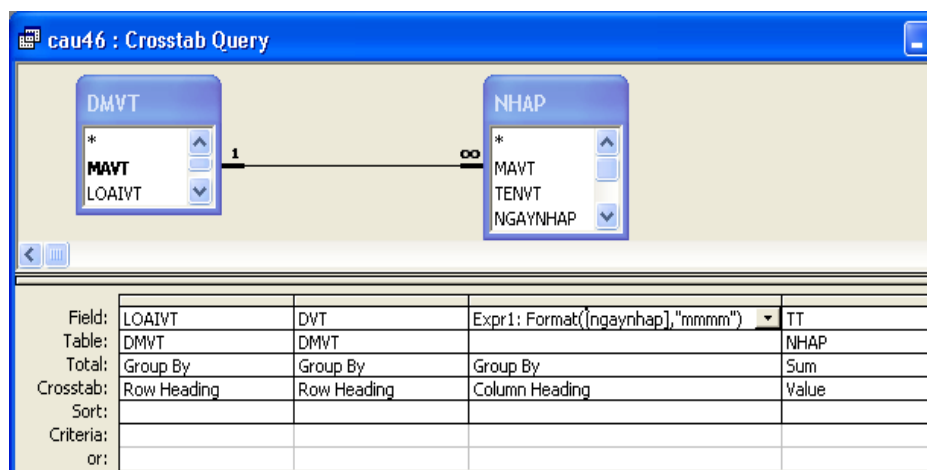 cau46 : Crosstab Query
DMVT
*
MAVT
LOAIVT
1
∞
NHAP
*
MAVT
TENVT
NGAYNHAP
Field: LOAIVT DVT Expr1: Format([ngaynhap],"mmmm") TT
Table: DMVT DMVT NHAP
Total: Group By Group By Group By Sum
Crosstab: Row Heading Row Heading Column Heading Value
Sort:
Criteria:
or: